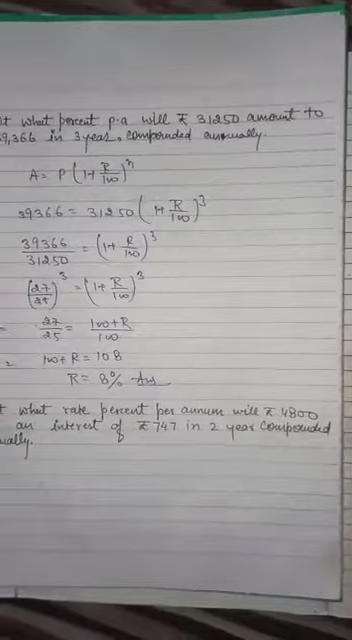 t what percent p.a will ₹ 31250 amount to
9,366 in 3 year, compounded annually.
A = P (1+ R/100)^n
39366 = 31250 (1+ R/100)^3
39366/31250 = (1+ R/100)^3
(27/25)^3 = (1+ R/100)^3
= 27/25 = 100+R/100
= 100+R = 108
R = 8% Ans
t what rate percent per annum will ₹ 4800
an interest of ₹ 747 in 2 year compounded
ually.